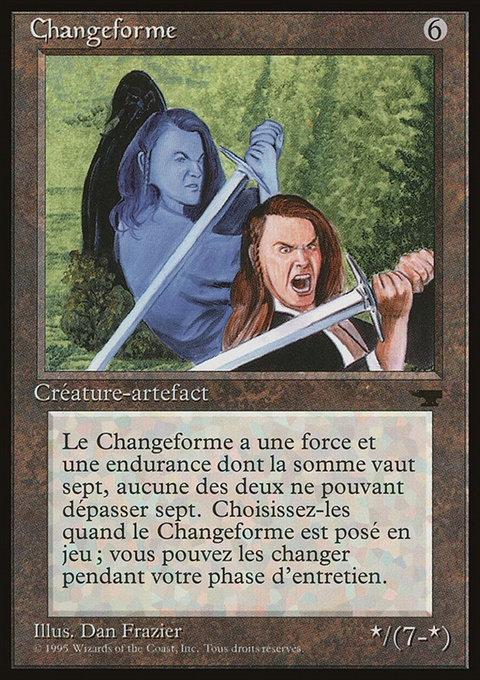 Changeforme 6
Créature-artefact
Le Changeforme a une force et
une endurance dont la somme vaut
sept, aucune des deux ne pouvant
dépasser sept. Choisissez-les
quand le Changeforme est posé en
jeu ; vous pouvez les changer
pendant votre phase d'entretien.
Illus. Dan Frazier */(7-*)
© 1995 Wizards of the Coast, Inc. Tous droits réservés.